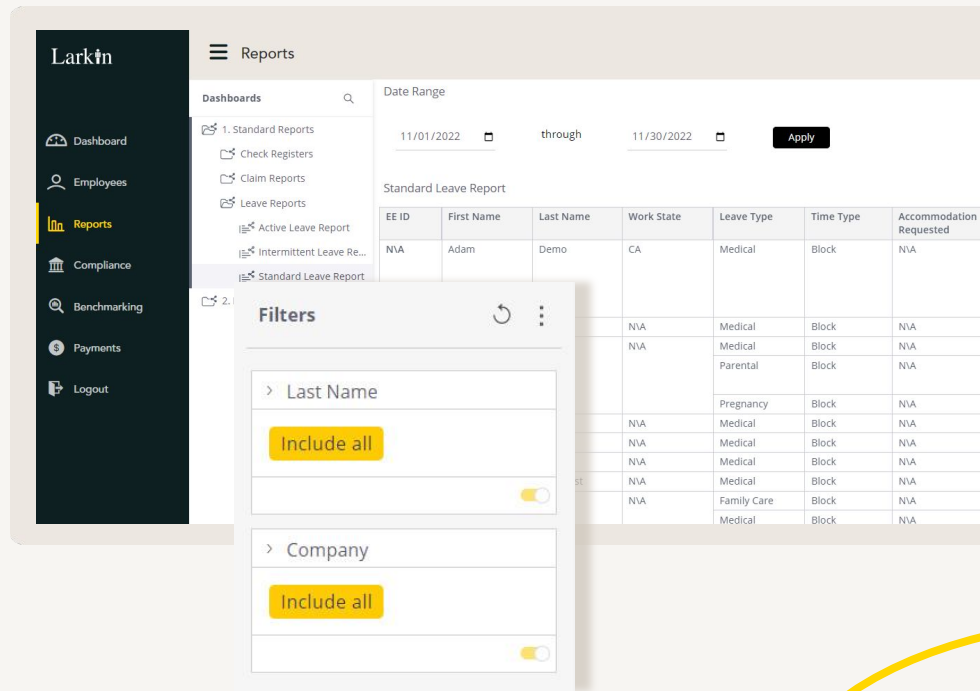 Larkin
Reports
Dashboard
Employees
Reports
Compliance
Benchmarking
Payments
Logout
Dashboards
1. Standard Reports
Check Registers
Claim Reports
Leave Reports
Active Leave Report
Intermittent Leave Re...
Standard Leave Report
2.
Date Range
11/01/2022 through 11/30/2022 Apply
Standard Leave Report
EE ID First Name Last Name Work State Leave Type Time Type Accommodation
Requested
N\A Adam Demo CA Medical Block N\A
N\A Medical Block N\A
N\A Medical Block N\A
Parental Block N\A
Pregnancy Block N\A
N\A Medical Block N\A
N\A Medical Block N\A
N\A Medical Block N\A
st N\A Medical Block N\A
N\A Family Care Block N\A
Medical Block N\A
Filters
Last Name
Include all
Company
Include all